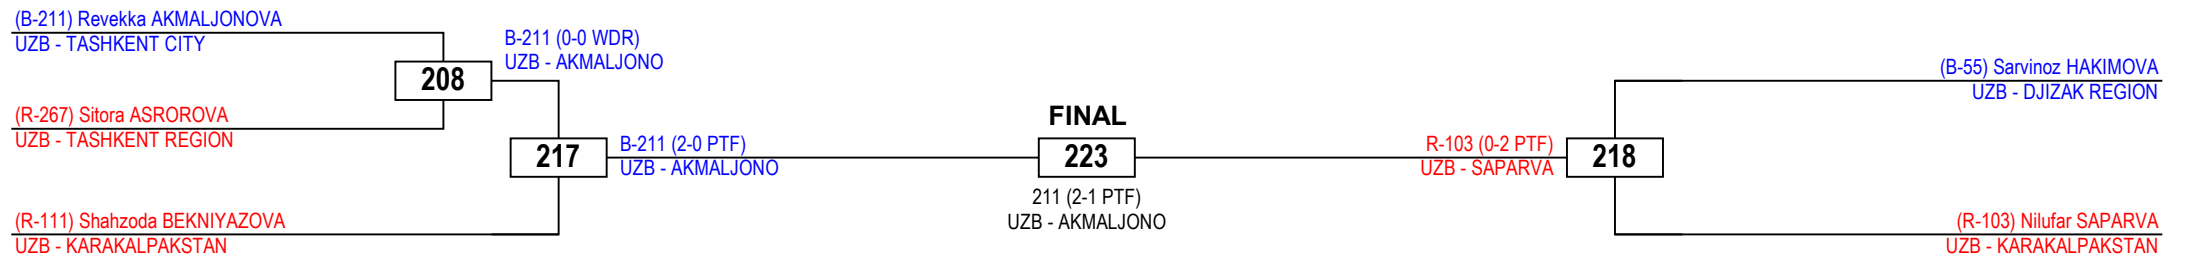 (B-211) Revekka AKMALJONOVA
UZB - TASHKENT CITY
B-211 (0-0 WDR)
UZB - AKMALJONO
208
(R-267) Sitora ASROROVA
UZB - TASHKENT REGION
217
B-211 (2-0 PTF)
UZB - AKMALJONO
(R-111) Shahzoda BEKNIYAZOVA
UZB - KARAKALPAKSTAN
FINAL
223
211 (2-1 PTF)
UZB - AKMALJONO
R-103 (0-2 PTF)
UZB - SAPARVA
218
(B-55) Sarvinoz HAKIMOVA
UZB - DJIZAK REGION
(R-103) Nilufar SAPARVA
UZB - KARAKALPAKSTAN